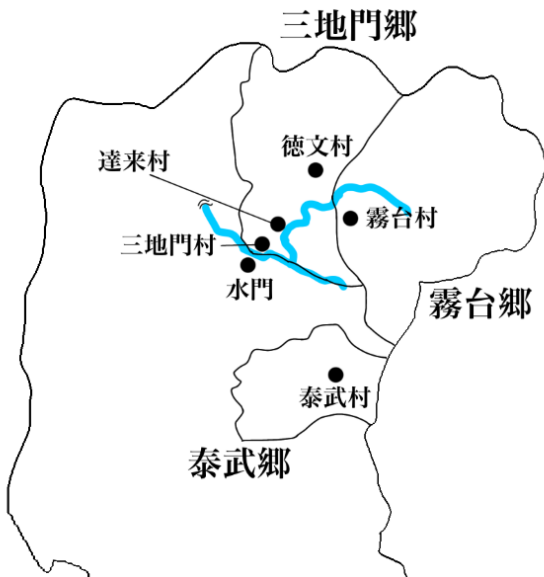 三地門郷
徳文村
達来村
霧台村
三地門村
水門
霧台郷
泰武村
泰武郷